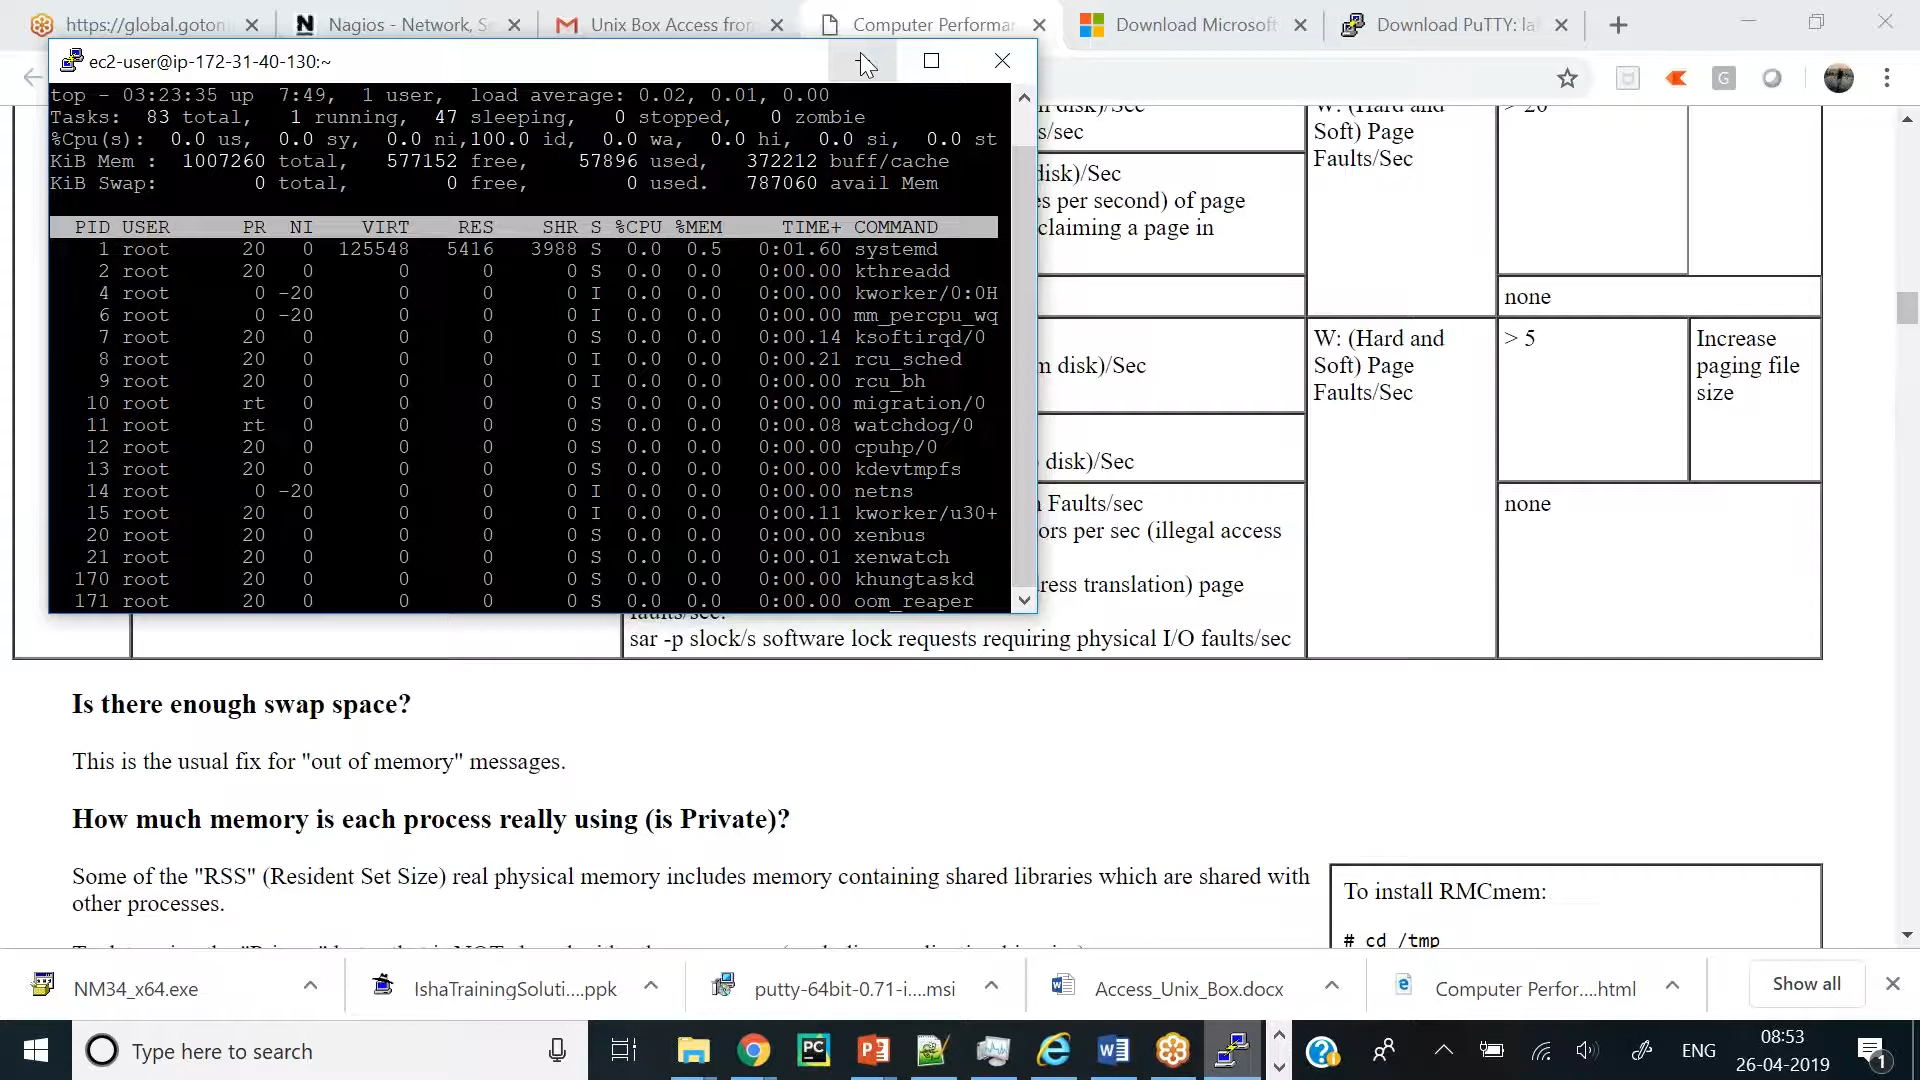 https://global.goton
Nagios - Network, Se
Unix Box Access from
Computer Performan
Download Microsoft
Download PuTTY: la
ec2-user@ip-172-31-40-130:~
top - 03:23:35 up  7:49,  1 user,  load average: 0.02, 0.01, 0.00
Tasks:  83 total,   1 running,  47 sleeping,   0 stopped,   0 zombie
%Cpu(s):  0.0 us,  0.0 sy,  0.0 ni,100.0 id,  0.0 wa,  0.0 hi,  0.0 si,  0.0 st
KiB Mem :  1007260 total,   577152 free,    57896 used,   372212 buff/cache
KiB Swap:        0 total,        0 free,        0 used.   787060 avail Mem
PID USER      PR  NI    VIRT    RES    SHR S %CPU %MEM     TIME+ COMMAND
1 root      20   0  125548   5416   3988 S  0.0  0.5   0:01.60 systemd
2 root      20   0       0      0      0 S  0.0  0.0   0:00.00 kthreadd
4 root       0 -20       0      0      0 I  0.0  0.0   0:00.00 kworker/0:0H
6 root       0 -20       0      0      0 I  0.0  0.0   0:00.00 mm_percpu_wq
7 root      20   0       0      0      0 S  0.0  0.0   0:00.14 ksoftirqd/0
8 root      20   0       0      0      0 I  0.0  0.0   0:00.21 rcu_sched
9 root      20   0       0      0      0 I  0.0  0.0   0:00.00 rcu_bh
10 root      rt   0       0      0      0 S  0.0  0.0   0:00.00 migration/0
11 root      rt   0       0      0      0 S  0.0  0.0   0:00.08 watchdog/0
12 root      20   0       0      0      0 S  0.0  0.0   0:00.00 cpuhp/0
13 root      20   0       0      0      0 S  0.0  0.0   0:00.00 kdevtmpfs
14 root       0 -20       0      0      0 I  0.0  0.0   0:00.00 netns
15 root      20   0       0      0      0 I  0.0  0.0   0:00.11 kworker/u30+
20 root      20   0       0      0      0 S  0.0  0.0   0:00.00 xenbus
21 root      20   0       0      0      0 S  0.0  0.0   0:00.01 xenwatch
170 root      20   0       0      0      0 S  0.0  0.0   0:00.00 khungtaskd
171 root      20   0       0      0      0 S  0.0  0.0   0:00.00 oom_reaper
disk)/Sec
s/sec
disk)/Sec
es per second) of page
claiming a page in
W: (Hard and
Soft) Page
Faults/Sec
> 20
none
m disk)/Sec
disk)/Sec
W: (Hard and
Soft) Page
Faults/Sec
> 5
Increase
paging file
size
Faults/sec
ors per sec (illegal access
ress translation) page
faults/sec.
sar -p slock/s software lock requests requiring physical I/O faults/sec
none
Is there enough swap space?
This is the usual fix for "out of memory" messages.
How much memory is each process really using (is Private)?
Some of the "RSS" (Resident Set Size) real physical memory includes memory containing shared libraries which are shared with
other processes.
To install RMCmem:
# cd /tmp
NM34_x64.exe
IshaTrainingSoluti....ppk
putty-64bit-0.71-i....msi
Access_Unix_Box.docx
Computer Perfor....html
Show all
Type here to search
ENG
08:53
26-04-2019
1